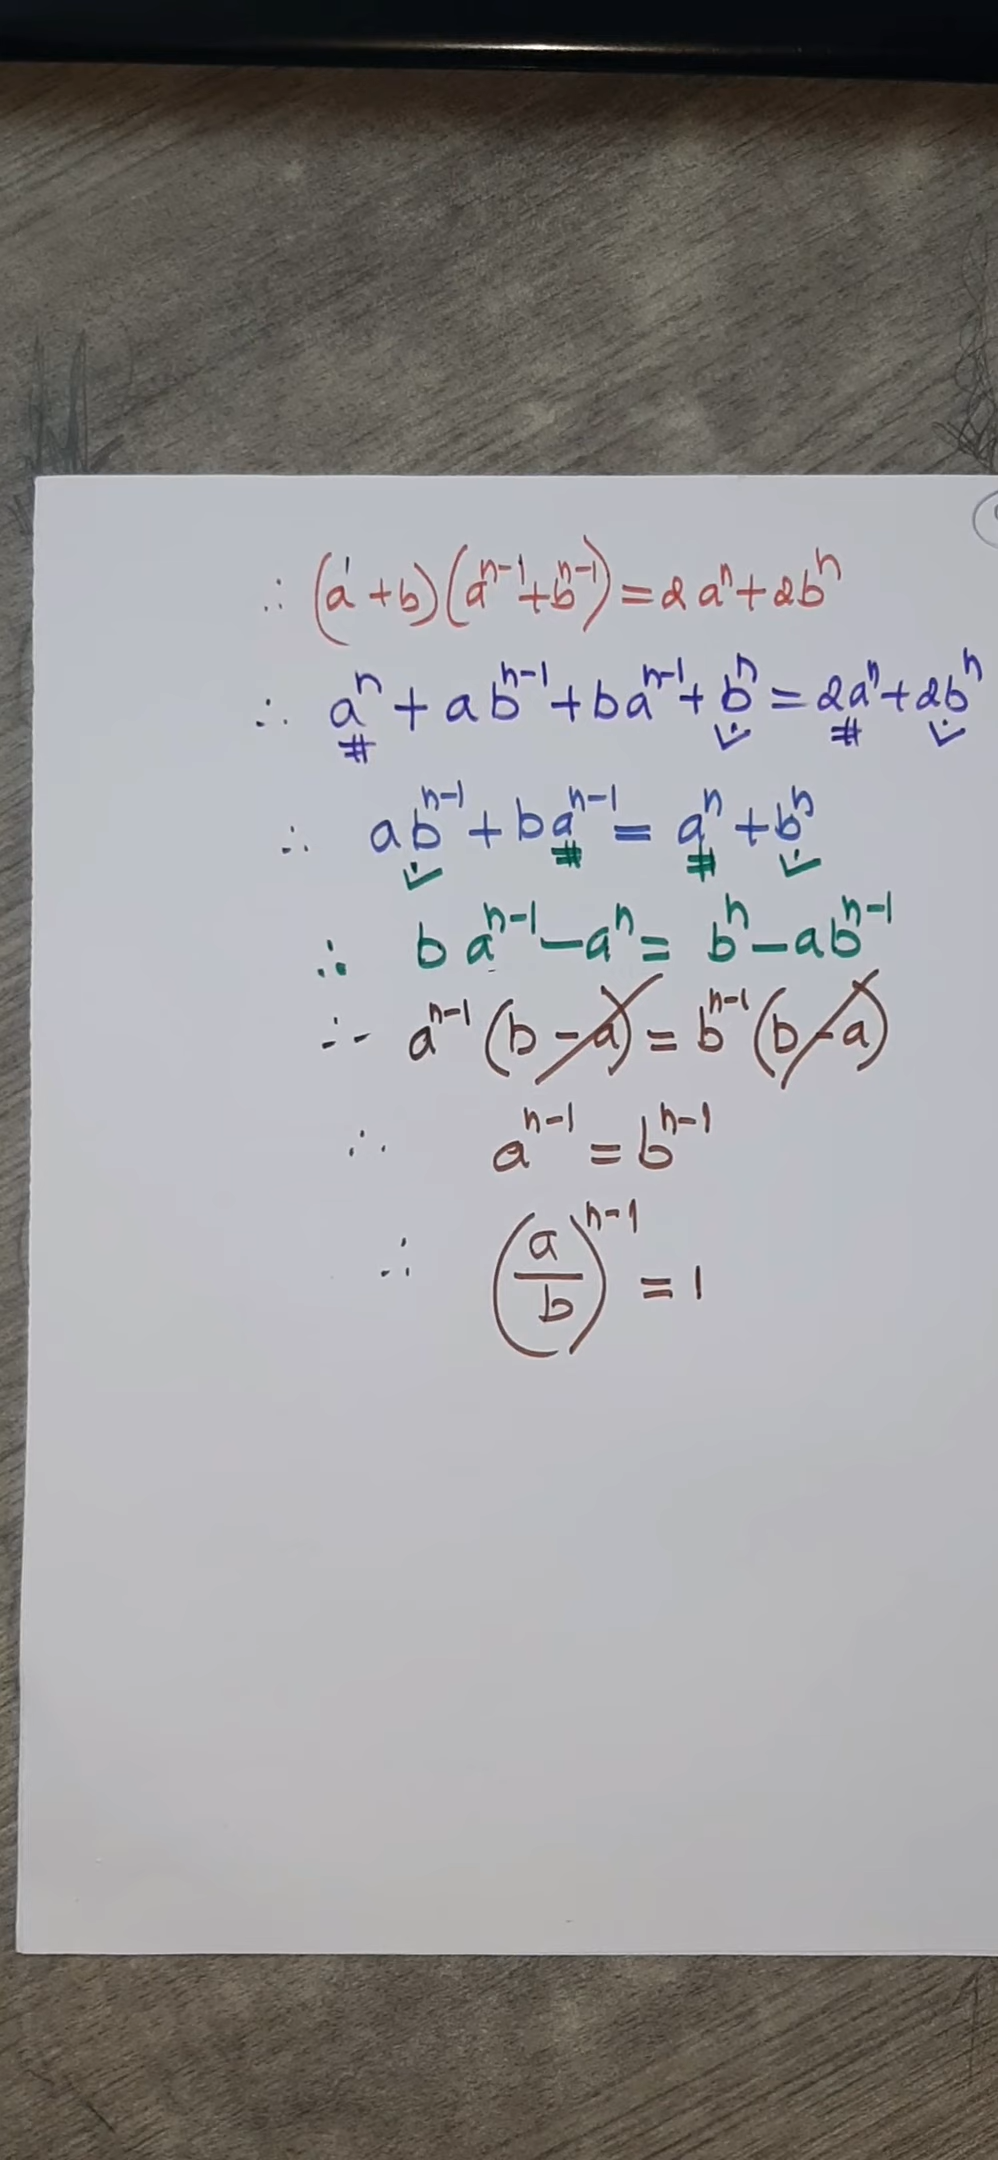 ∴ (a¹+b)(aⁿ⁻¹+bⁿ⁻¹)=2aⁿ+2bⁿ
∴ aⁿ+abⁿ⁻¹+baⁿ⁻¹+bⁿ=2aⁿ+2bⁿ
∴ abⁿ⁻¹+baⁿ⁻¹=aⁿ+bⁿ
∴ baⁿ⁻¹-aⁿ=bⁿ-abⁿ⁻¹
∴ aⁿ⁻¹(b-a)=bⁿ⁻¹(b-a)
∴ aⁿ⁻¹=bⁿ⁻¹
∴ (a/b)ⁿ⁻¹=1